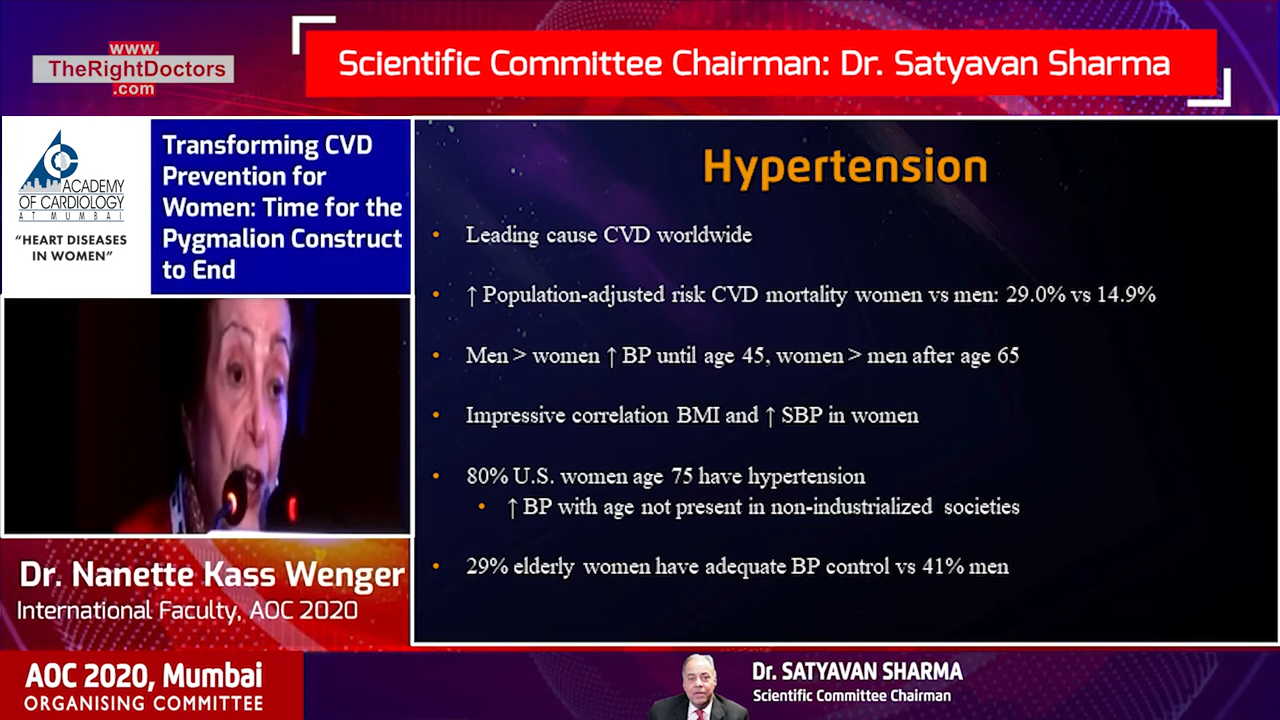 www.
TheRightDoctors
.com
Scientific Committee Chairman: Dr. Satyavan Sharma
ACADEMY
OF CARDIOLOGY
AT MUMBAI
“HEART DISEASES
IN WOMEN”
Transforming CVD
Prevention for
Women: Time for the
Pygmalion Construct
to End
Hypertension
• Leading cause CVD worldwide
• ↑ Population-adjusted risk CVD mortality women vs men: 29.0% vs 14.9%
• Men > women ↑ BP until age 45, women > men after age 65
• Impressive correlation BMI and ↑ SBP in women
• 80% U.S. women age 75 have hypertension
• ↑ BP with age not present in non-industrialized societies
• 29% elderly women have adequate BP control vs 41% men
Dr. Nanette Kass Wenger
International Faculty, AOC 2020
AOC 2020, Mumbai
ORGANISING COMMITTEE
Dr. SATYAVAN SHARMA
Scientific Committee Chairman